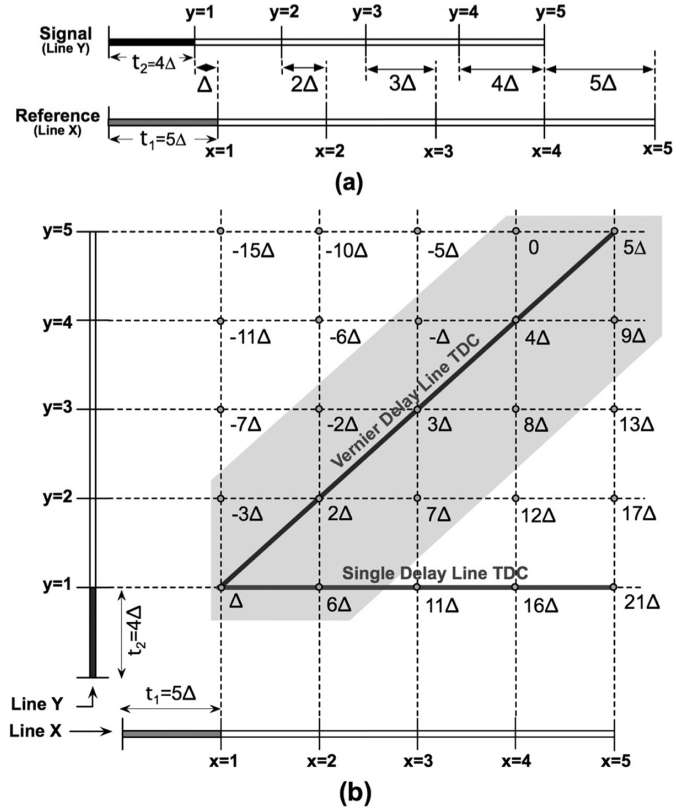 y=1 y=2 y=3 y=4 y=5
Signal
(Line Y)
t₂=4Δ
Δ 2Δ 3Δ 4Δ 5Δ
Reference
(Line X)
t₁=5Δ
x=1 x=2 x=3 x=4 x=5
(a)
y=5
-15Δ -10Δ -5Δ 0 5Δ
y=4
-11Δ -6Δ -Δ 4Δ 9Δ
Vernier Delay Line TDC
y=3
-7Δ -2Δ 3Δ 8Δ 13Δ
y=2
-3Δ 2Δ 7Δ 12Δ 17Δ
y=1
Single Delay Line TDC
Δ 6Δ 11Δ 16Δ 21Δ
t₂=4Δ
t₁=5Δ
Line Y
Line X
x=1 x=2 x=3 x=4 x=5
(b)